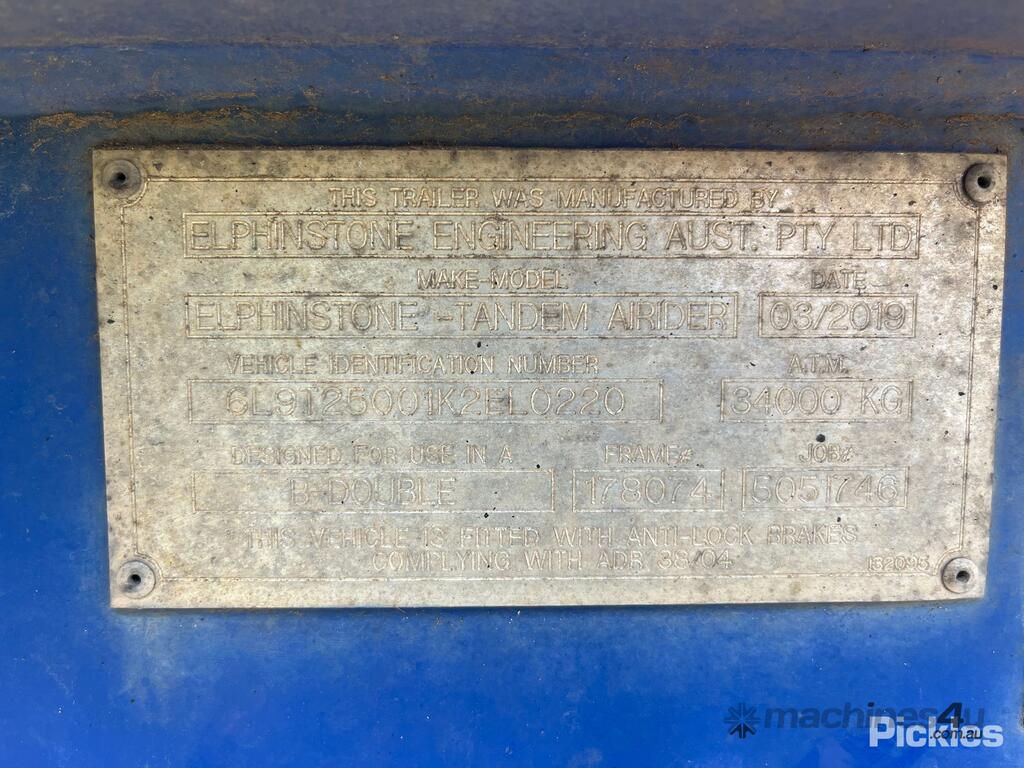 THIS TRAILER WAS MANUFACTURED BY
ELPHINSTONE ENGINEERING AUST. PTY LTD
MAKE-MODEL DATE
ELPHINSTONE -TANDEM AIRIDER 03/2019
VEHICLE IDENTIFICATION NUMBER A.T.M.
6L9T25001K2EL0220 34000 KG
DESIGNED FOR USE IN A FRAME# JOB#
B-DOUBLE 178074 5051746
THIS VEHICLE IS FITTED WITH ANTI-LOCK BRAKES
COMPLYING WITH ADR 38/04 132095
machines4u
.com.au
Pickles